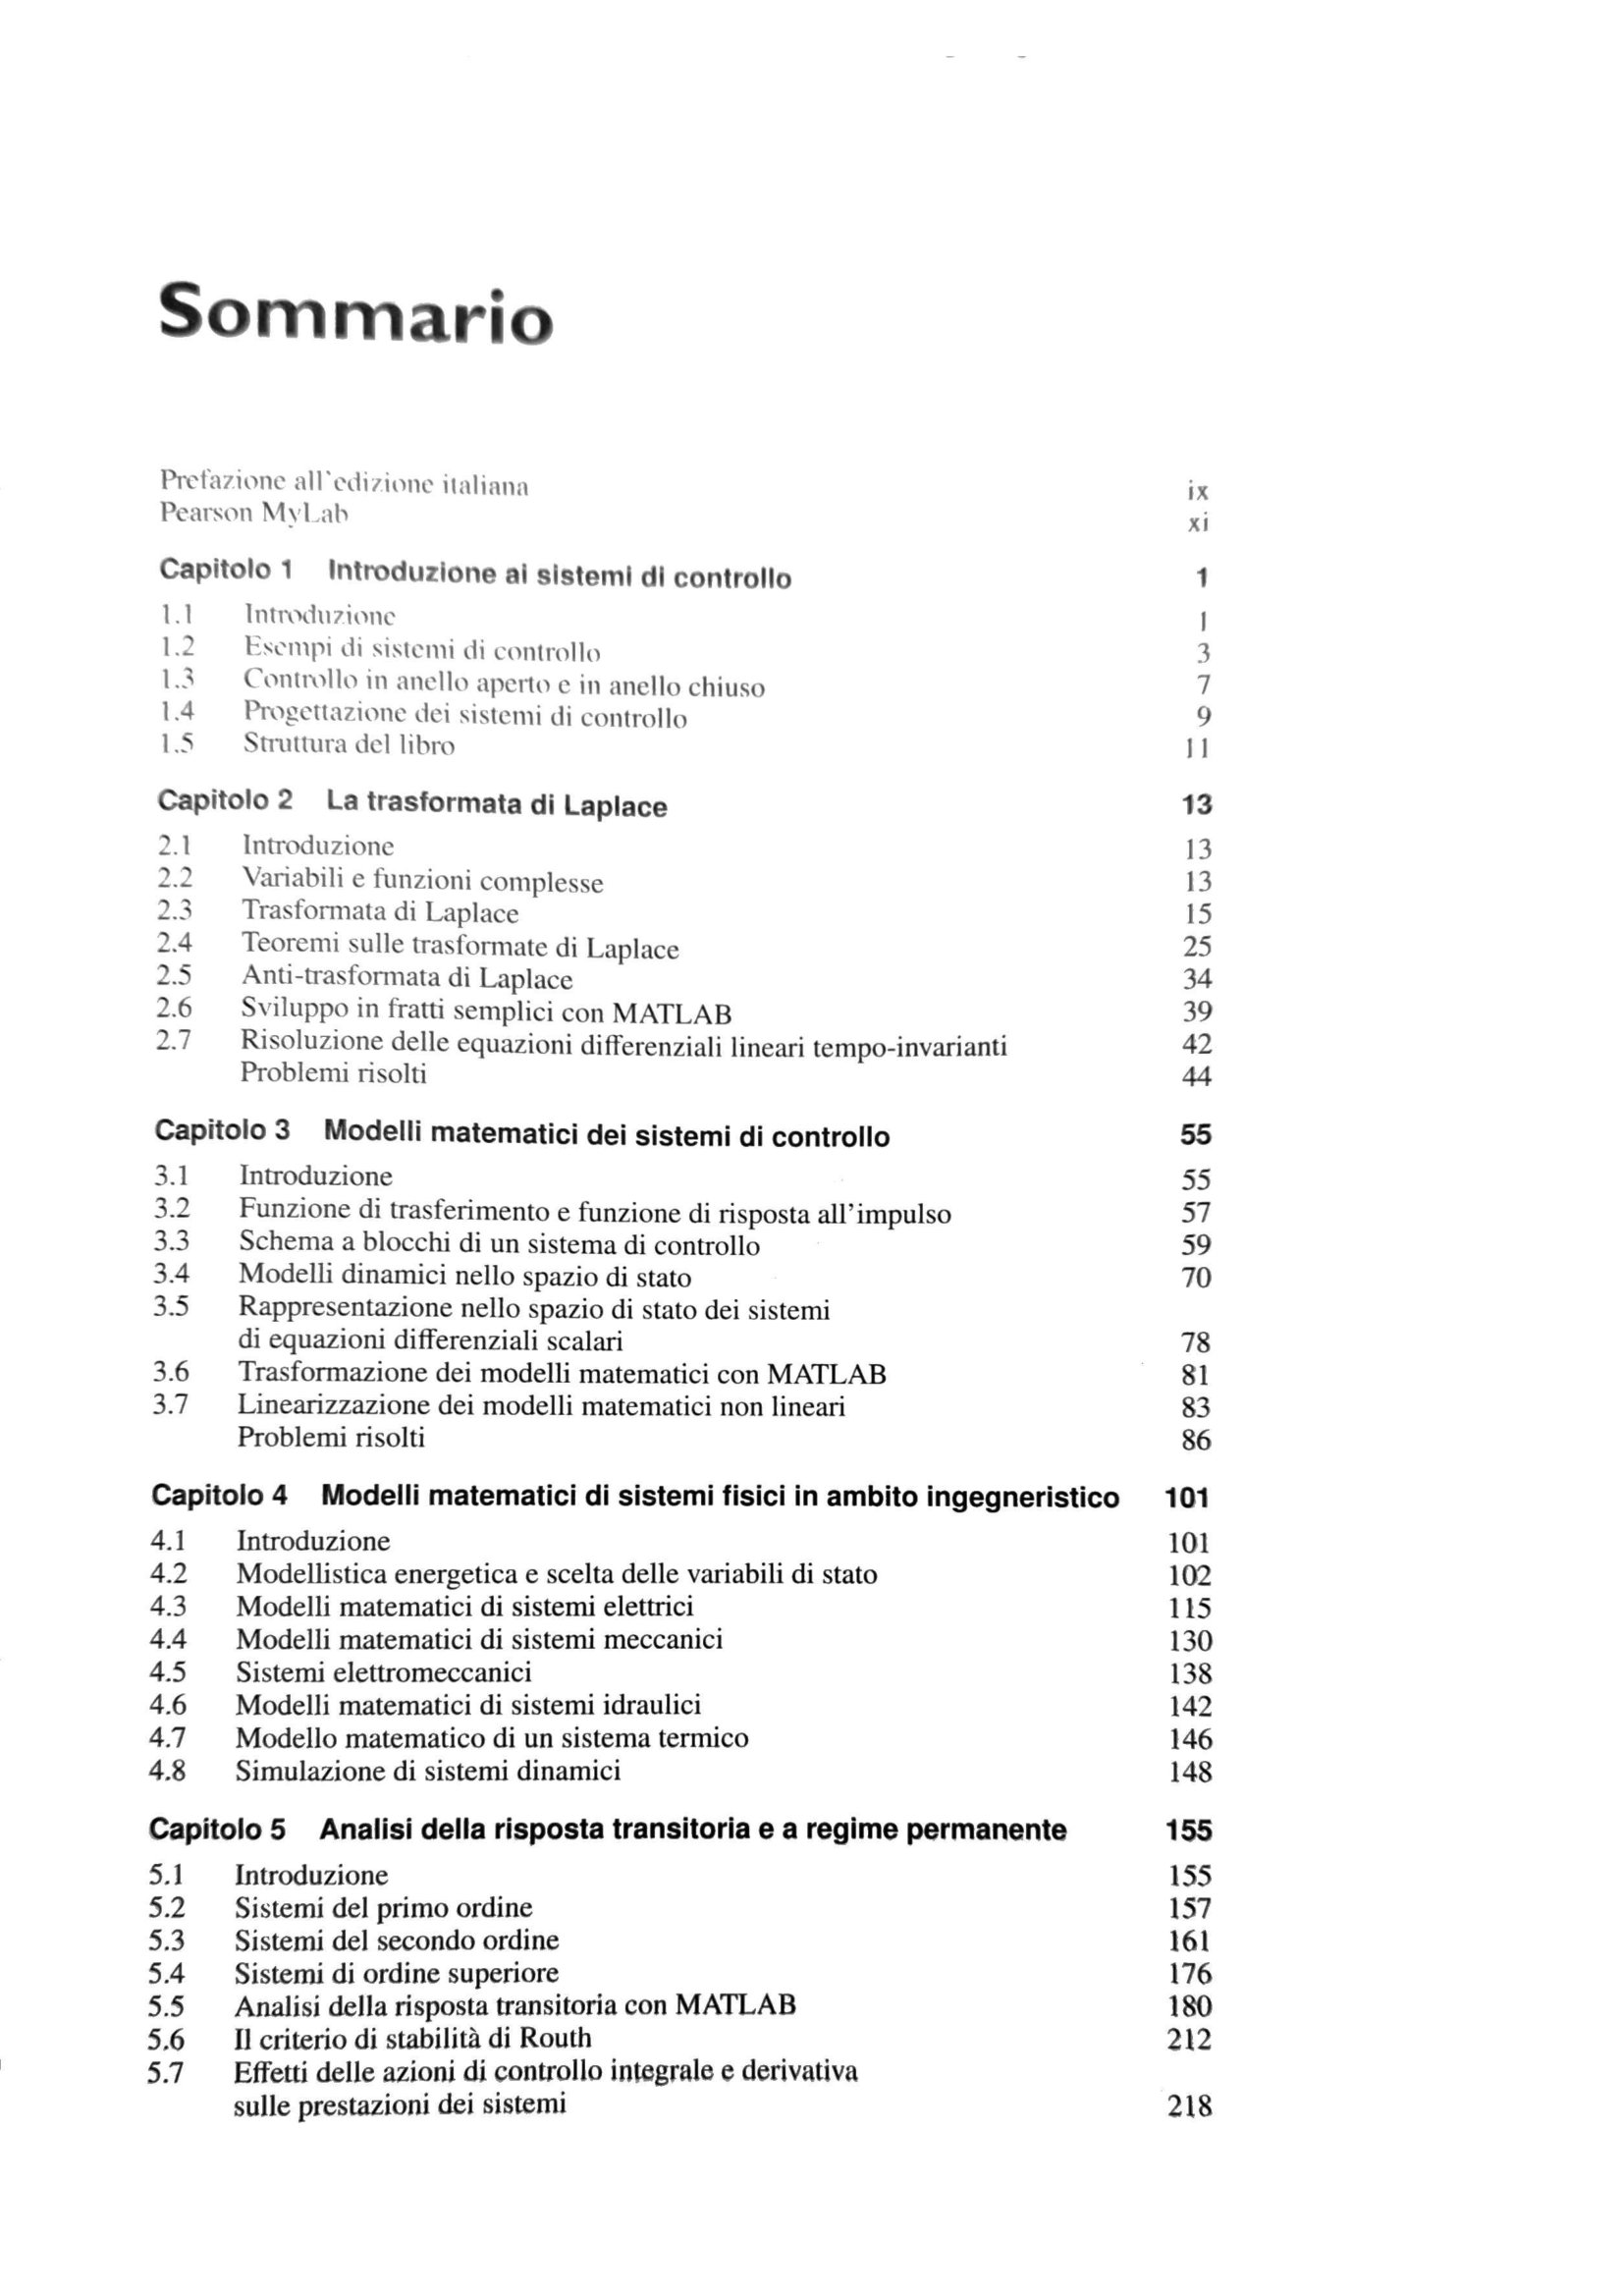 Sommario
Prefazione all'edizione italiana ix
Pearson MyLab xi
Capitolo 1 Introduzione ai sistemi di controllo 1
1.1 Introduzione 1
1.2 Esempi di sistemi di controllo 3
1.3 Controllo in anello aperto e in anello chiuso 7
1.4 Progettazione dei sistemi di controllo 9
1.5 Struttura del libro 11
Capitolo 2 La trasformata di Laplace 13
2.1 Introduzione 13
2.2 Variabili e funzioni complesse 13
2.3 Trasformata di Laplace 15
2.4 Teoremi sulle trasformate di Laplace 25
2.5 Anti-trasformata di Laplace 34
2.6 Sviluppo in fratti semplici con MATLAB 39
2.7 Risoluzione delle equazioni differenziali lineari tempo-invarianti 42
Problemi risolti 44
Capitolo 3 Modelli matematici dei sistemi di controllo 55
3.1 Introduzione 55
3.2 Funzione di trasferimento e funzione di risposta all'impulso 57
3.3 Schema a blocchi di un sistema di controllo 59
3.4 Modelli dinamici nello spazio di stato 70
3.5 Rappresentazione nello spazio di stato dei sistemi
di equazioni differenziali scalari 78
3.6 Trasformazione dei modelli matematici con MATLAB 81
3.7 Linearizzazione dei modelli matematici non lineari 83
Problemi risolti 86
Capitolo 4 Modelli matematici di sistemi fisici in ambito ingegneristico 101
4.1 Introduzione 101
4.2 Modellistica energetica e scelta delle variabili di stato 102
4.3 Modelli matematici di sistemi elettrici 115
4.4 Modelli matematici di sistemi meccanici 130
4.5 Sistemi elettromeccanici 138
4.6 Modelli matematici di sistemi idraulici 142
4.7 Modello matematico di un sistema termico 146
4.8 Simulazione di sistemi dinamici 148
Capitolo 5 Analisi della risposta transitoria e a regime permanente 155
5.1 Introduzione 155
5.2 Sistemi del primo ordine 157
5.3 Sistemi del secondo ordine 161
5.4 Sistemi di ordine superiore 176
5.5 Analisi della risposta transitoria con MATLAB 180
5.6 Il criterio di stabilità di Routh 212
5.7 Effetti delle azioni di controllo integrale e derivativa
sulle prestazioni dei sistemi 218